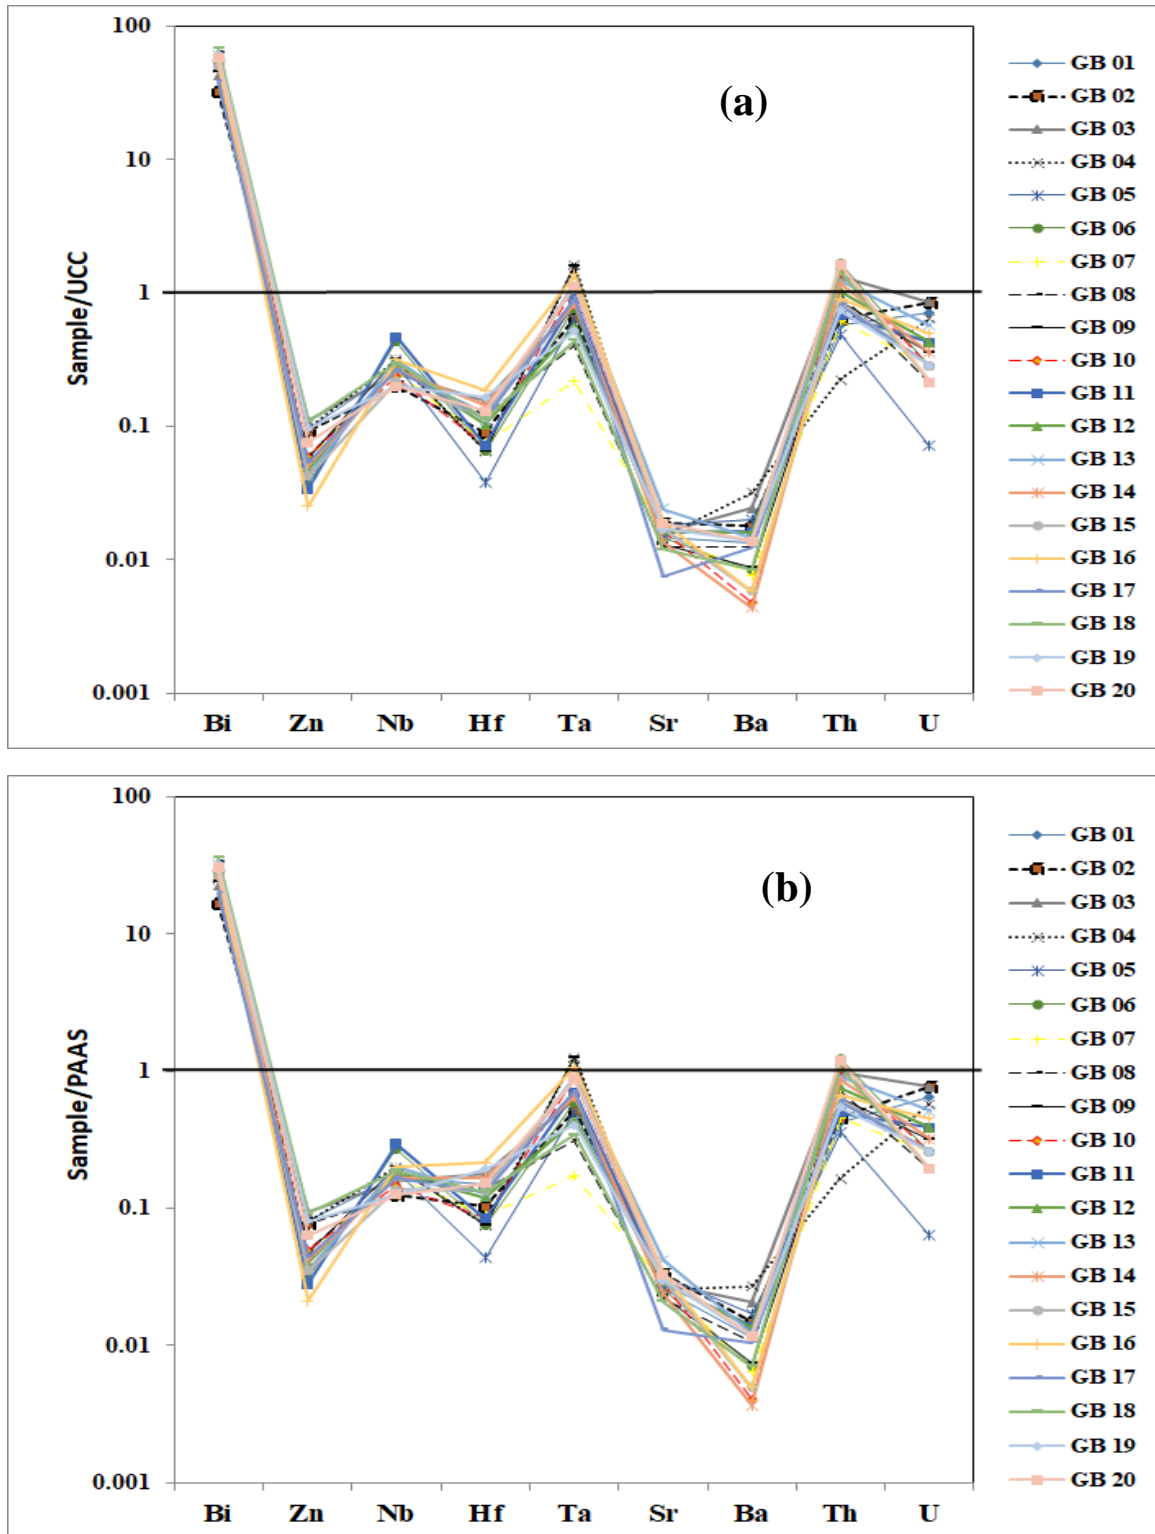 (a)
Sample/UCC
100
10
1
0.1
0.01
0.001
Bi Zn Nb Hf Ta Sr Ba Th U
GB 01
GB 02
GB 03
GB 04
GB 05
GB 06
GB 07
GB 08
GB 09
GB 10
GB 11
GB 12
GB 13
GB 14
GB 15
GB 16
GB 17
GB 18
GB 19
GB 20
(b)
Sample/PAAS
100
10
1
0.1
0.01
0.001
Bi Zn Nb Hf Ta Sr Ba Th U
GB 01
GB 02
GB 03
GB 04
GB 05
GB 06
GB 07
GB 08
GB 09
GB 10
GB 11
GB 12
GB 13
GB 14
GB 15
GB 16
GB 17
GB 18
GB 19
GB 20